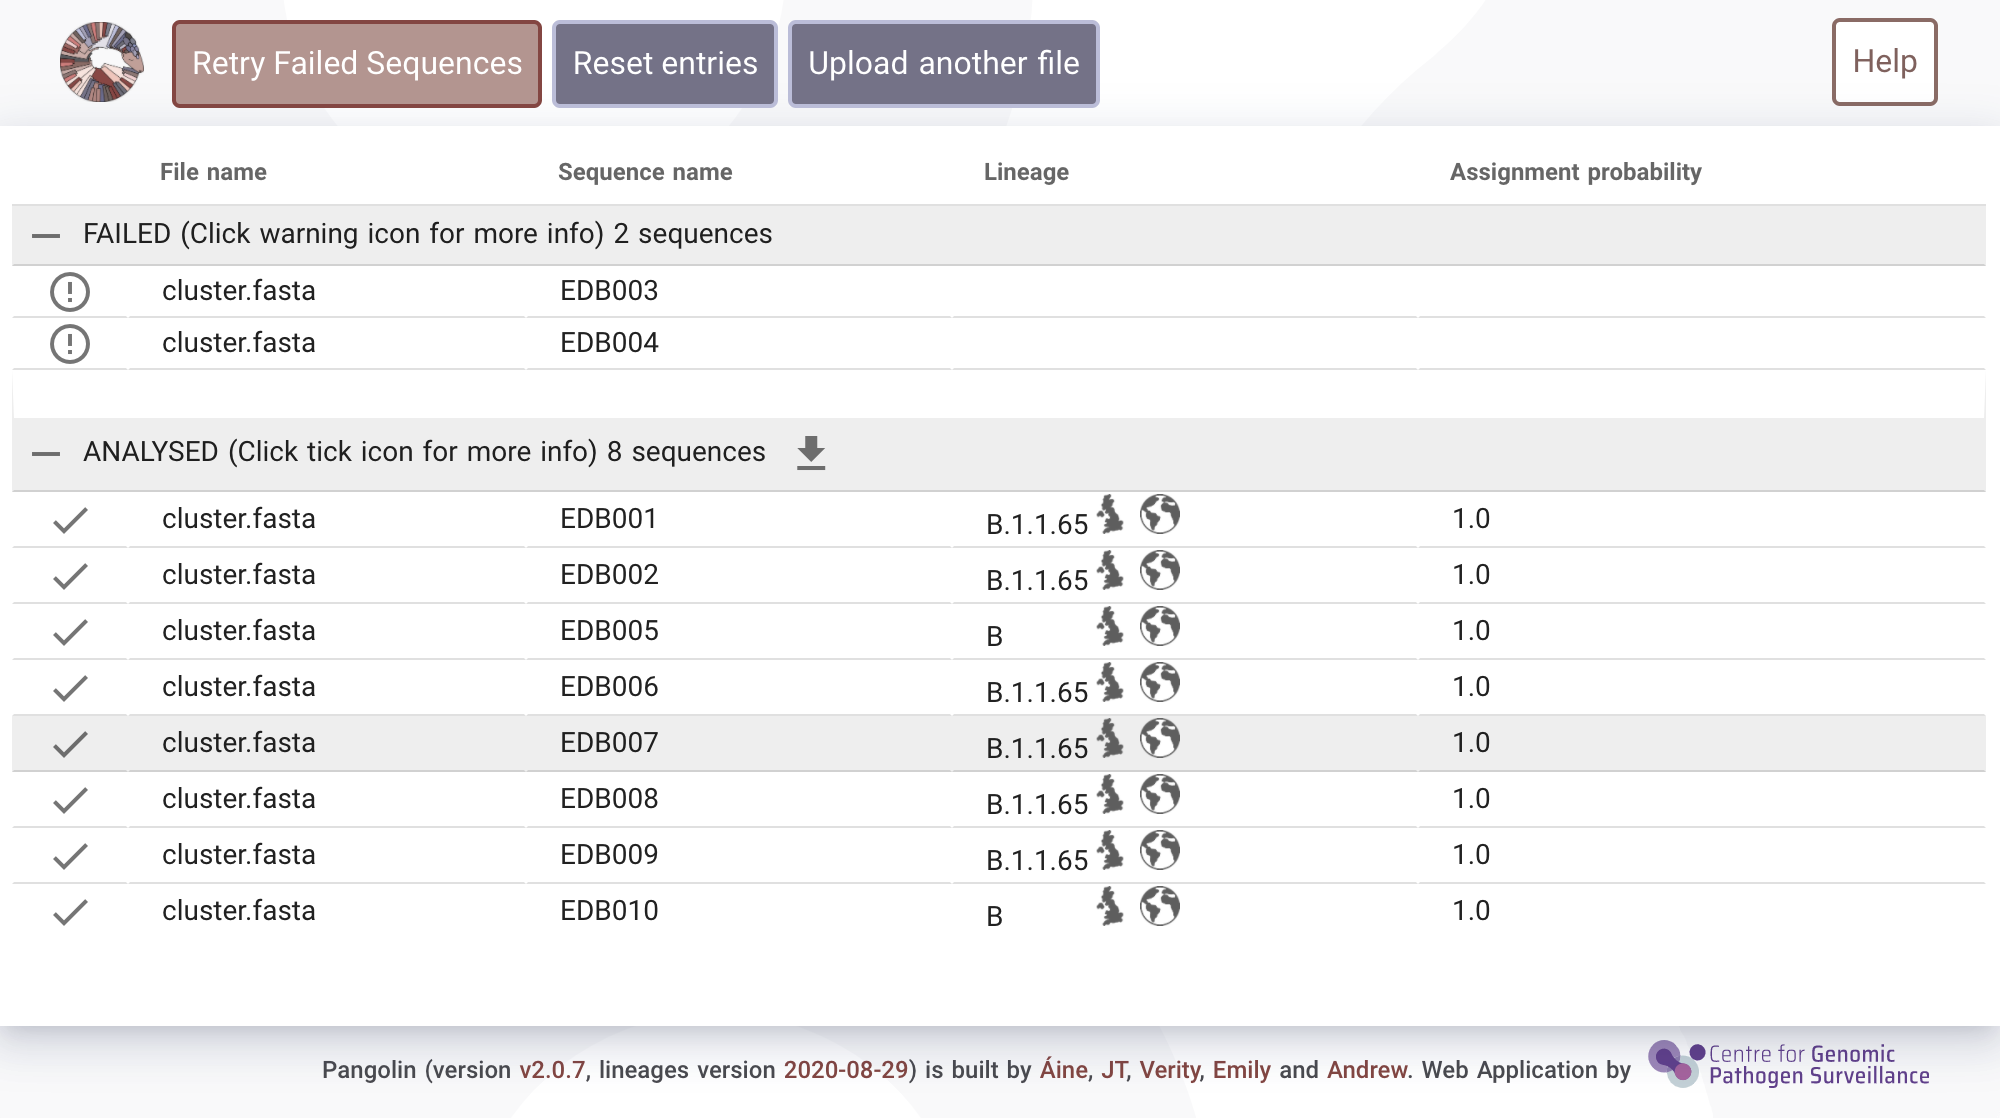 Retry Failed Sequences Reset entries Upload another file Help
File name Sequence name Lineage Assignment probability
FAILED (Click warning icon for more info) 2 sequences
cluster.fasta EDB003
cluster.fasta EDB004
ANALYSED (Click tick icon for more info) 8 sequences
cluster.fasta EDB001 B.1.1.65 1.0
cluster.fasta EDB002 B.1.1.65 1.0
cluster.fasta EDB005 B 1.0
cluster.fasta EDB006 B.1.1.65 1.0
cluster.fasta EDB007 B.1.1.65 1.0
cluster.fasta EDB008 B.1.1.65 1.0
cluster.fasta EDB009 B.1.1.65 1.0
cluster.fasta EDB010 B 1.0
Pangolin (version v2.0.7, lineages version 2020-08-29) is built by Áine, JT, Verity, Emily and Andrew. Web Application by
Centre for Genomic
Pathogen Surveillance